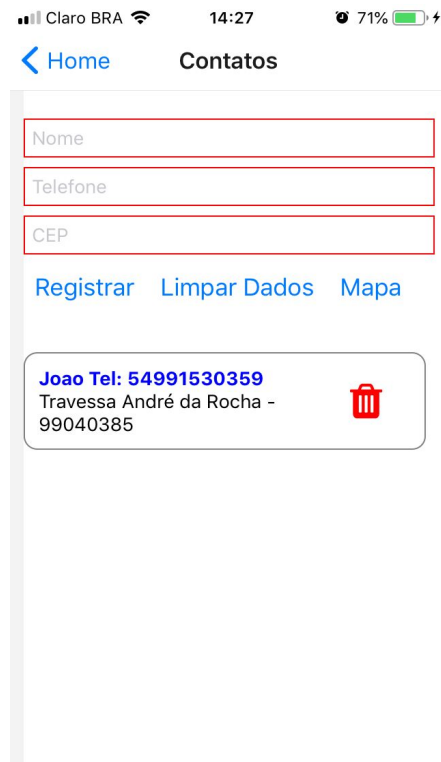 Claro BRA 14:27 71%
Home Contatos
Nome
Telefone
CEP
Registrar Limpar Dados Mapa
Joao Tel: 54991530359
Travessa André da Rocha -
99040385